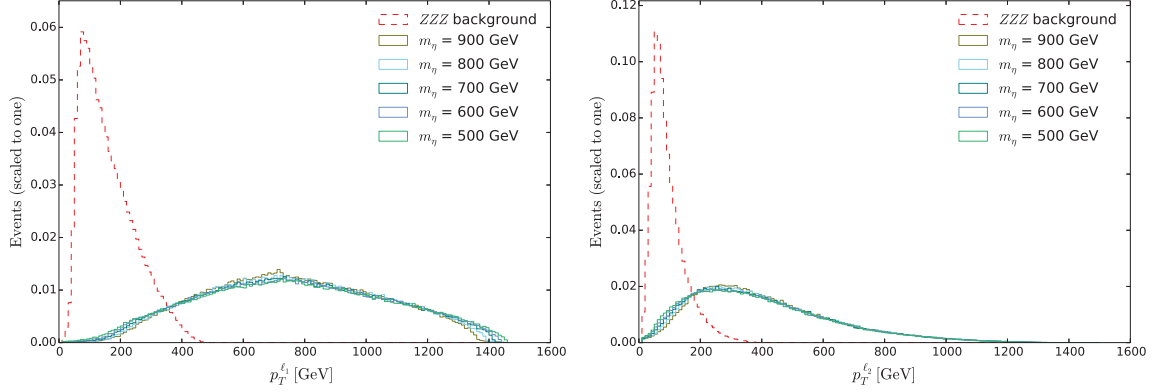 0.06
0.05
0.04
0.03
0.02
0.01
0.00
Events (scaled to one)
ZZZ background
m_η = 900 GeV
m_η = 800 GeV
m_η = 700 GeV
m_η = 600 GeV
m_η = 500 GeV
0 200 400 600 800 1000 1200 1400 1600
p_T^{ℓ_1} [GeV]
0.12
0.10
0.08
0.06
0.04
0.02
0.00
Events (scaled to one)
ZZZ background
m_η = 900 GeV
m_η = 800 GeV
m_η = 700 GeV
m_η = 600 GeV
m_η = 500 GeV
0 200 400 600 800 1000 1200 1400 1600
p_T^{ℓ_2} [GeV]